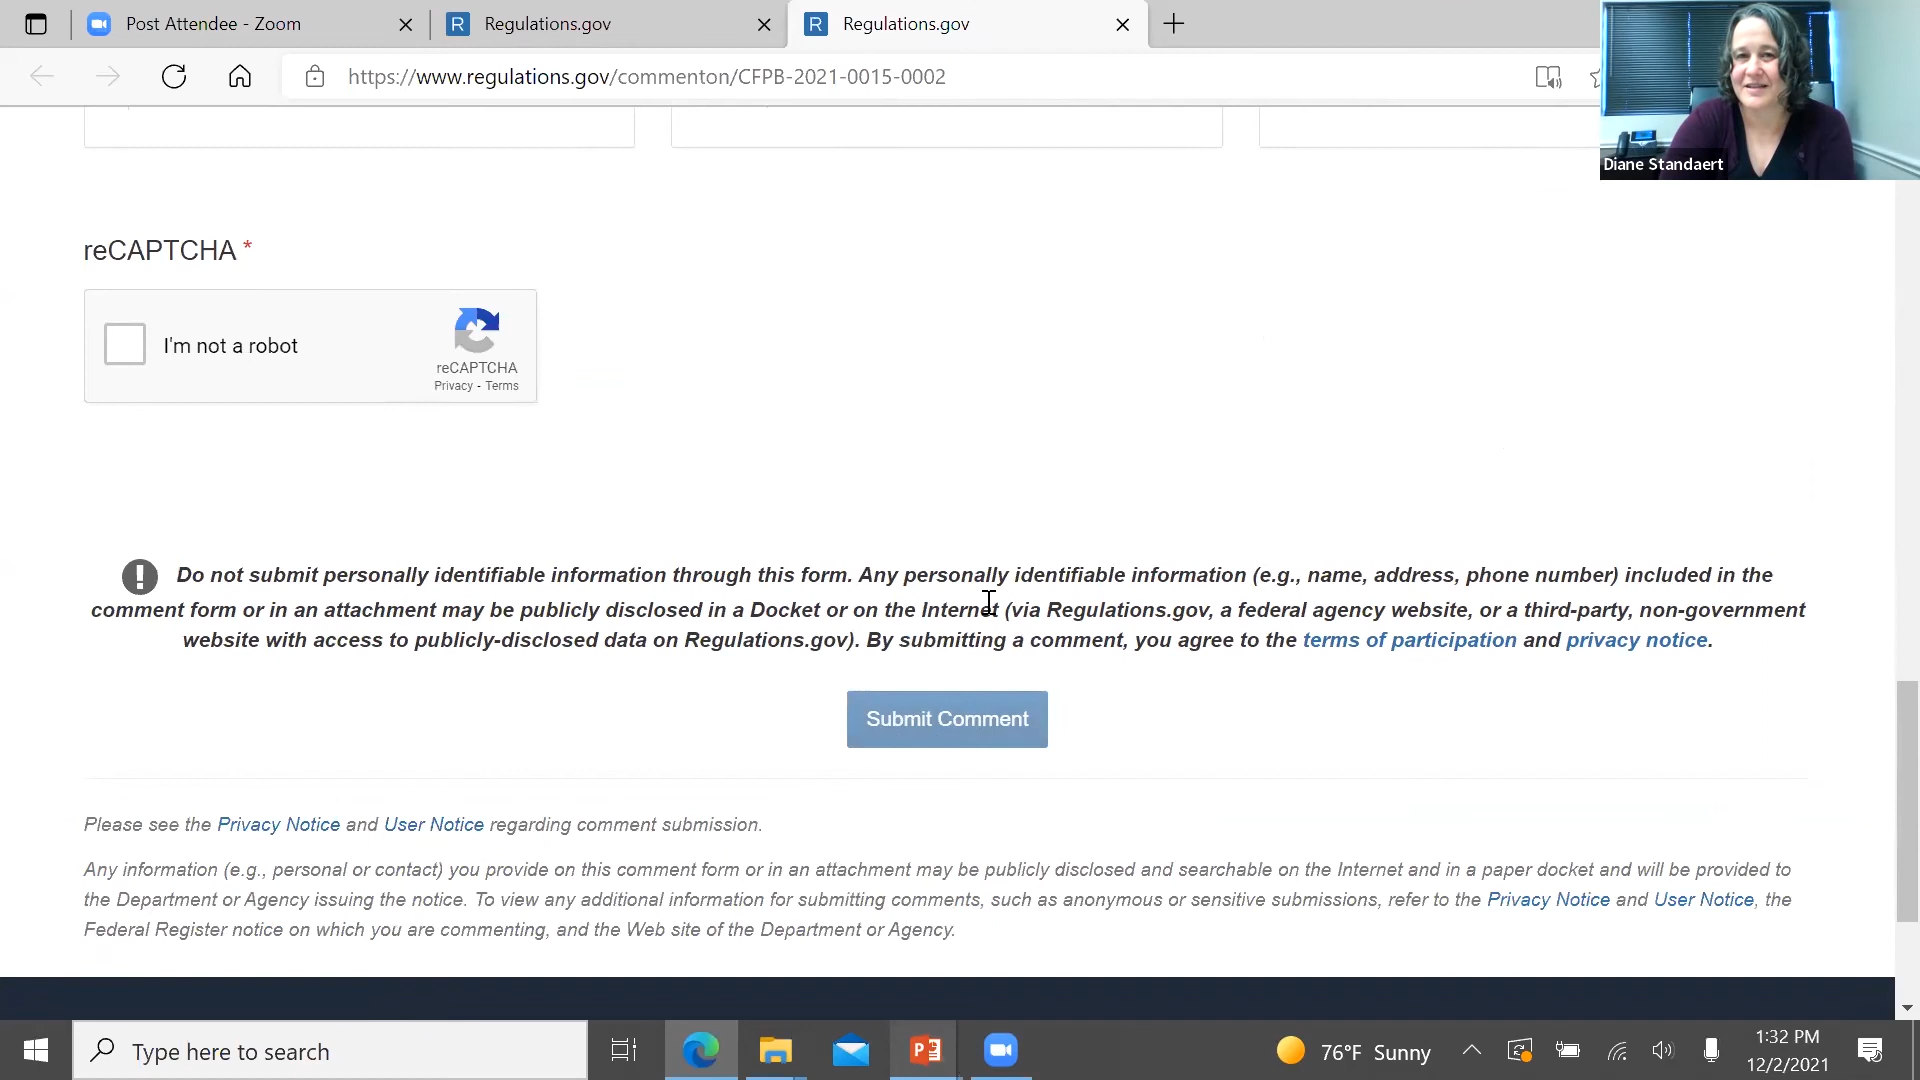 Post Attendee - Zoom
Regulations.gov
Regulations.gov
https://www.regulations.gov/commenton/CFPB-2021-0015-0002
Diane Standaert
reCAPTCHA *
I'm not a robot
reCAPTCHA
Privacy - Terms
Do not submit personally identifiable information through this form. Any personally identifiable information (e.g., name, address, phone number) included in the
comment form or in an attachment may be publicly disclosed in a Docket or on the Internet (via Regulations.gov, a federal agency website, or a third-party, non-government
website with access to publicly-disclosed data on Regulations.gov). By submitting a comment, you agree to the terms of participation and privacy notice.
Submit Comment
Please see the Privacy Notice and User Notice regarding comment submission.
Any information (e.g., personal or contact) you provide on this comment form or in an attachment may be publicly disclosed and searchable on the Internet and in a paper docket and will be provided to
the Department or Agency issuing the notice. To view any additional information for submitting comments, such as anonymous or sensitive submissions, refer to the Privacy Notice and User Notice, the
Federal Register notice on which you are commenting, and the Web site of the Department or Agency.
Type here to search
76°F Sunny
1:32 PM
12/2/2021